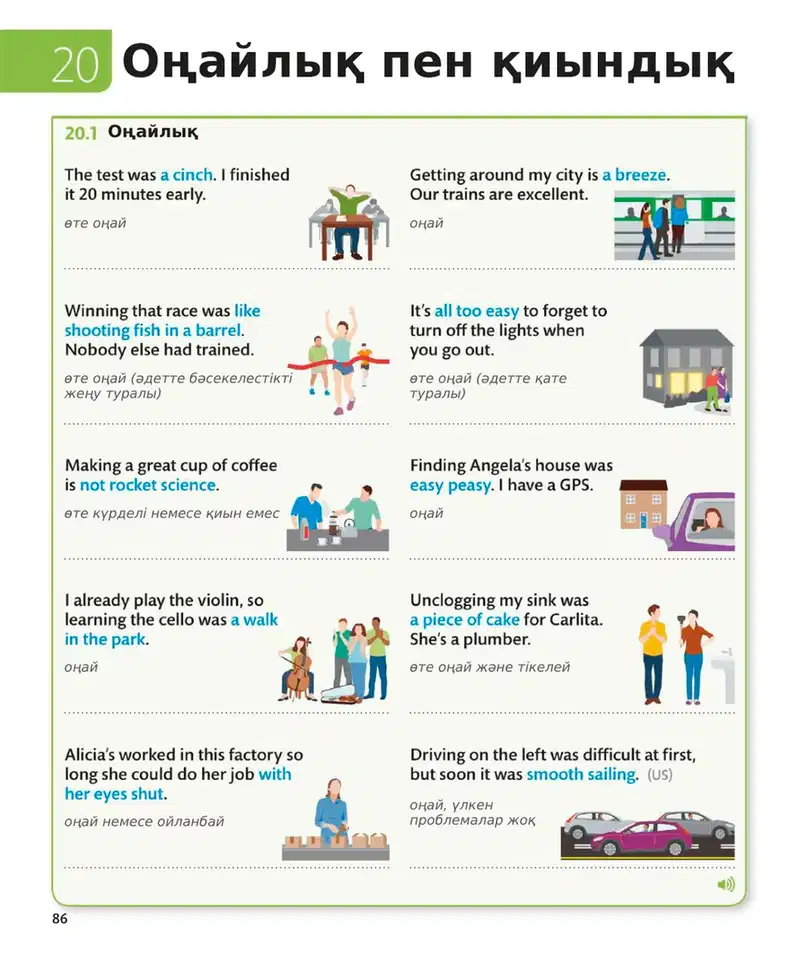 20 Оңайлық пен қиындық
20.1 Оңайлық
The test was a cinch. I finished
it 20 minutes early.
өте оңай
Getting around my city is a breeze.
Our trains are excellent.
оңай
Winning that race was like
shooting fish in a barrel.
Nobody else had trained.
өте оңай (әдетте бәсекелестікті
жеңу туралы)
It's all too easy to forget to
turn off the lights when
you go out.
өте оңай (әдетте қате
туралы)
Making a great cup of coffee
is not rocket science.
өте күрделі немесе қиын емес
Finding Angela's house was
easy peasy. I have a GPS.
оңай
I already play the violin, so
learning the cello was a walk
in the park.
оңай
Unclogging my sink was
a piece of cake for Carlita.
She's a plumber.
өте оңай және тікелей
Alicia's worked in this factory so
long she could do her job with
her eyes shut.
оңай немесе ойланбай
Driving on the left was difficult at first,
but soon it was smooth sailing. (US)
оңай, үлкен
проблемалар жоқ
86